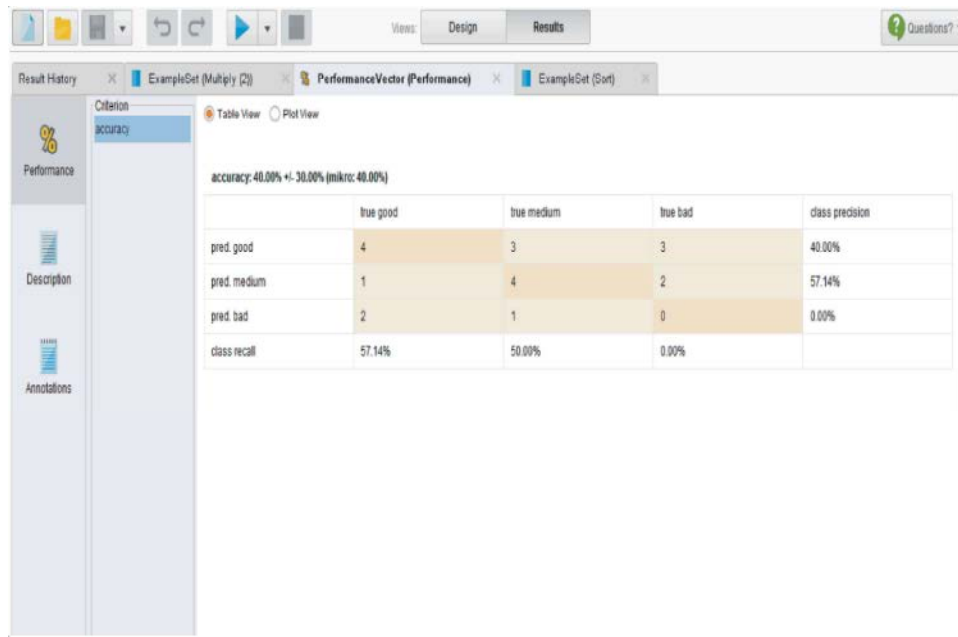 Views: Design Results Questions?
Result History ExampleSet (Multiply (2)) PerformanceVector (Performance) ExampleSet (Sort)
Criterion
accuracy
Table View Plot View
% Performance
accuracy: 40.00% +/- 30.00% (mikro: 40.00%)
true good true medium true bad class precision
pred. good 4 3 3 40.00%
pred. medium 1 4 2 57.14%
pred. bad 2 1 0 0.00%
class recall 57.14% 50.00% 0.00%
Description
Annotations